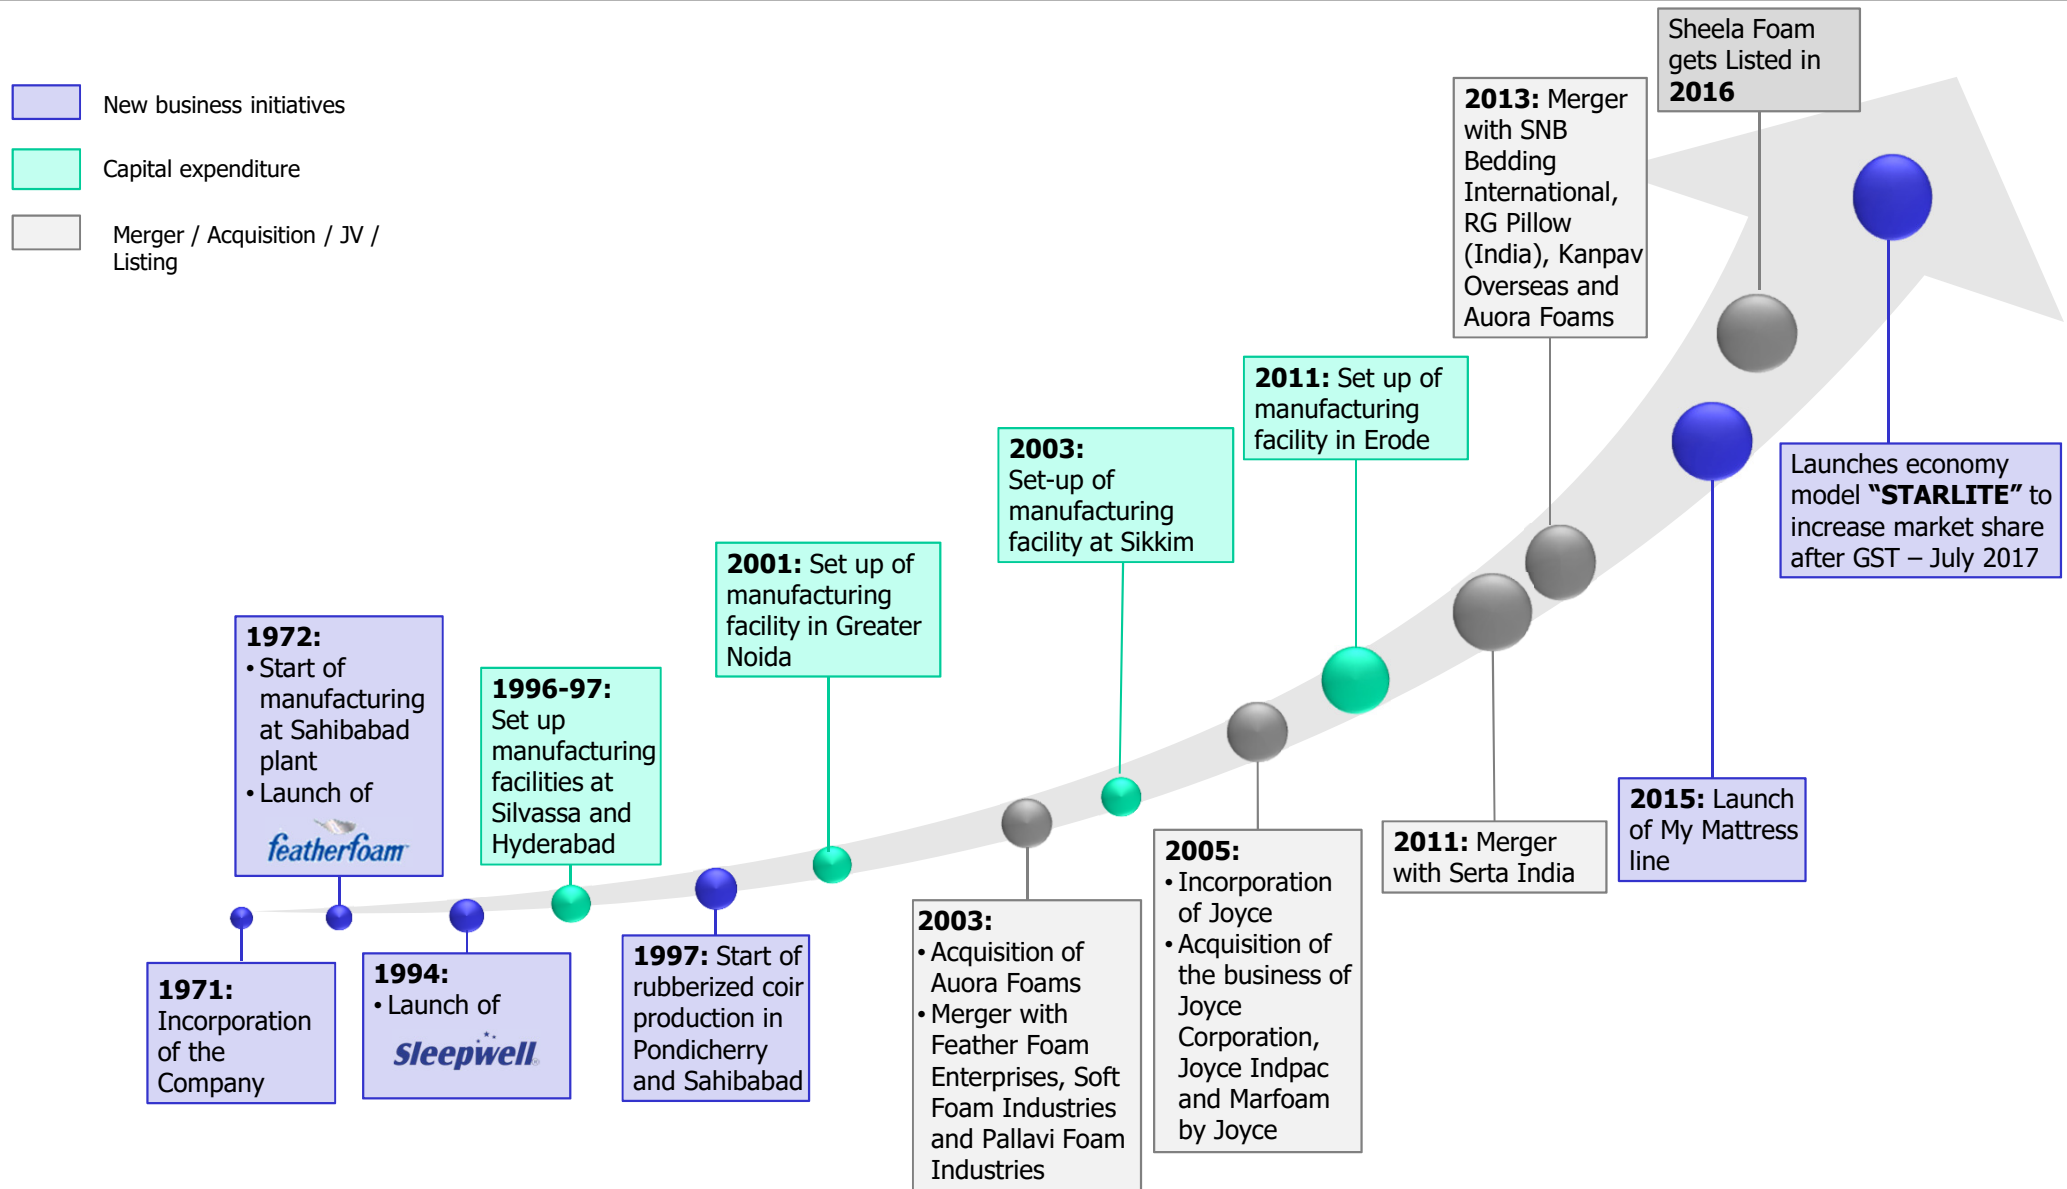 New business initiatives
Capital expenditure
Merger / Acquisition / JV /
Listing
1971:
Incorporation
of the
Company
1972:
• Start of
manufacturing
at Sahibabad
plant
• Launch of
featherfoam
1994:
• Launch of
Sleepwell
1996-97:
Set up
manufacturing
facilities at
Silvassa and
Hyderabad
1997: Start of
rubberized coir
production in
Pondicherry
and Sahibabad
2001: Set up of
manufacturing
facility in Greater
Noida
2003:
• Acquisition of
Auora Foams
• Merger with
Feather Foam
Enterprises, Soft
Foam Industries
and Pallavi Foam
Industries
2003:
Set-up of
manufacturing
facility at Sikkim
2005:
• Incorporation
of Joyce
• Acquisition of
the business of
Joyce
Corporation,
Joyce Indpac
and Marfoam
by Joyce
2011: Set up of
manufacturing
facility in Erode
2011: Merger
with Serta India
2013: Merger
with SNB
Bedding
International,
RG Pillow
(India), Kanpav
Overseas and
Auora Foams
2015: Launch
of My Mattress
line
Sheela Foam
gets Listed in
2016
Launches economy
model “STARLITE” to
increase market share
after GST – July 2017